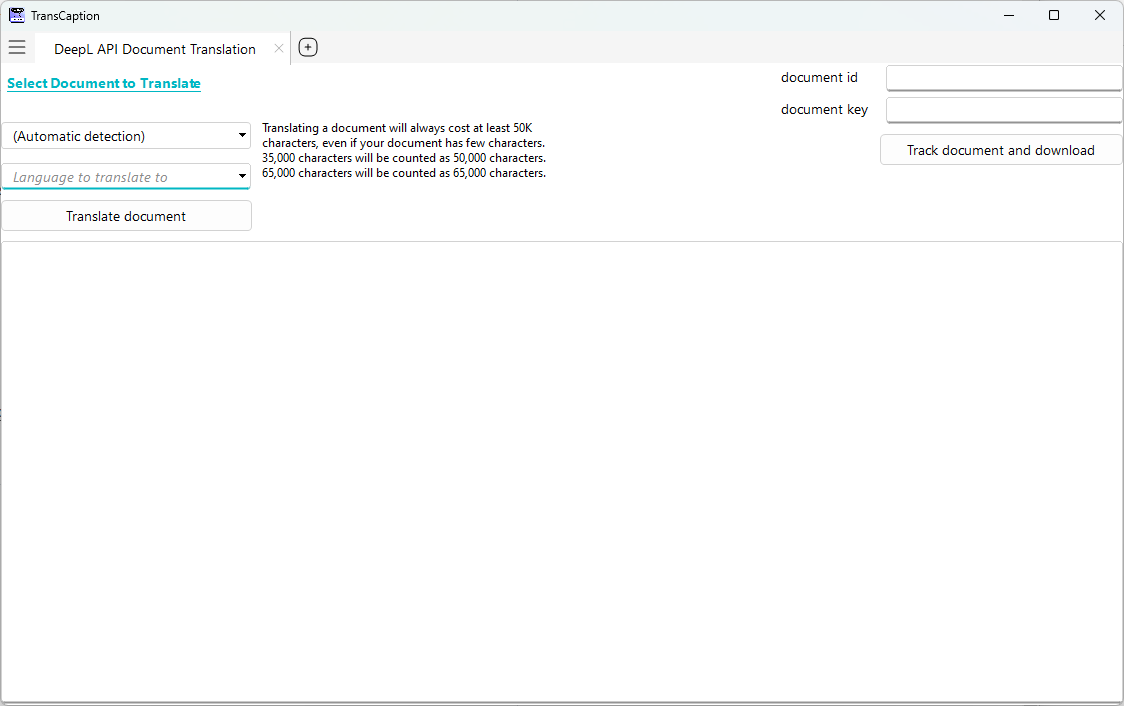 TransCaption
DeepL API Document Translation
Select Document to Translate
document id
document key
Track document and download
(Automatic detection)
Language to translate to
Translate document
Translating a document will always cost at least 50K
characters, even if your document has few characters.
35,000 characters will be counted as 50,000 characters.
65,000 characters will be counted as 65,000 characters.